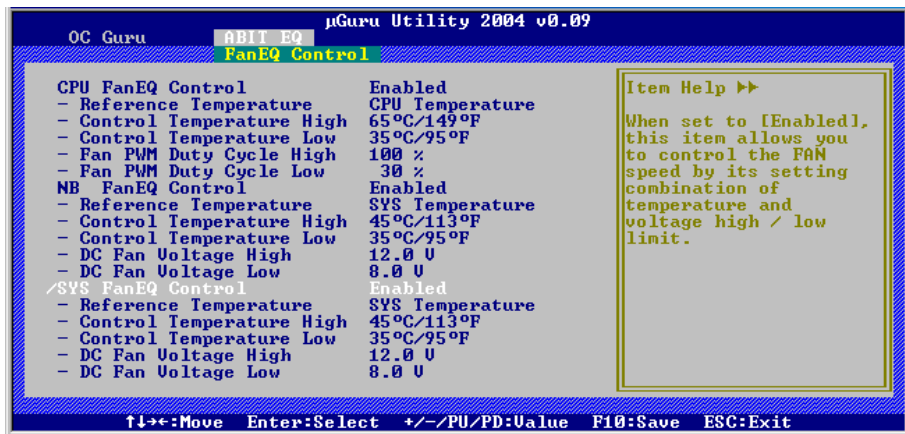 µGuru Utility 2004 v0.09
OC Guru ABIT EQ
FanEQ Control
CPU FanEQ Control Enabled
- Reference Temperature CPU Temperature
- Control Temperature High 65ºC/149ºF
- Control Temperature Low 35ºC/95ºF
- Fan PWM Duty Cycle High 100 %
- Fan PWM Duty Cycle Low 30 %
NB FanEQ Control Enabled
- Reference Temperature SYS Temperature
- Control Temperature High 45ºC/113ºF
- Control Temperature Low 35ºC/95ºF
- DC Fan Voltage High 12.0 V
- DC Fan Voltage Low 8.0 V
/SYS FanEQ Control Enabled
- Reference Temperature SYS Temperature
- Control Temperature High 45ºC/113ºF
- Control Temperature Low 35ºC/95ºF
- DC Fan Voltage High 12.0 V
- DC Fan Voltage Low 8.0 V
Item Help ▶▶
When set to [Enabled],
this item allows you
to control the FAN
speed by its setting
combination of
temperature and
voltage high / low
limit.
↑↓→←:Move Enter:Select +/-/PU/PD:Value F10:Save ESC:Exit